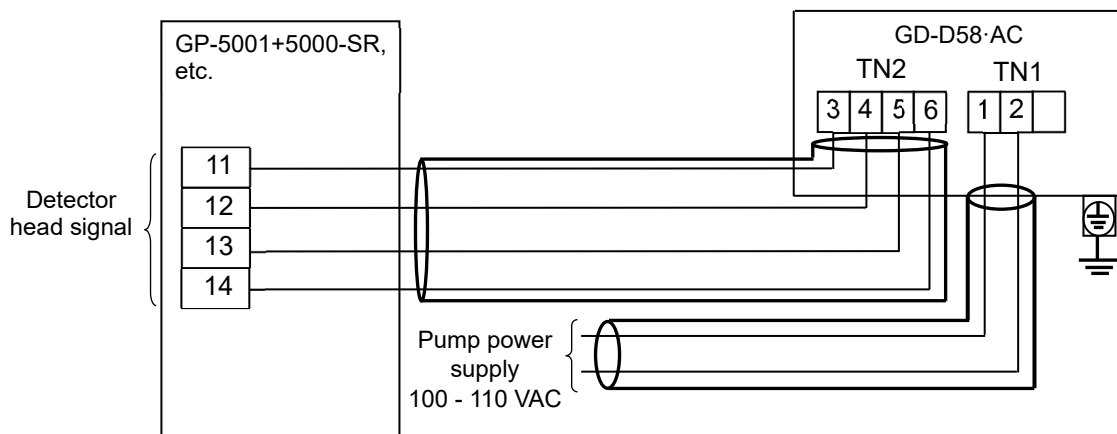 GP-5001+5000-SR,
etc.
GD-D58·AC
TN2
TN1
3 4 5 6
1 2
11
12
13
14
Detector
head signal
Pump power
supply
100 - 110 VAC